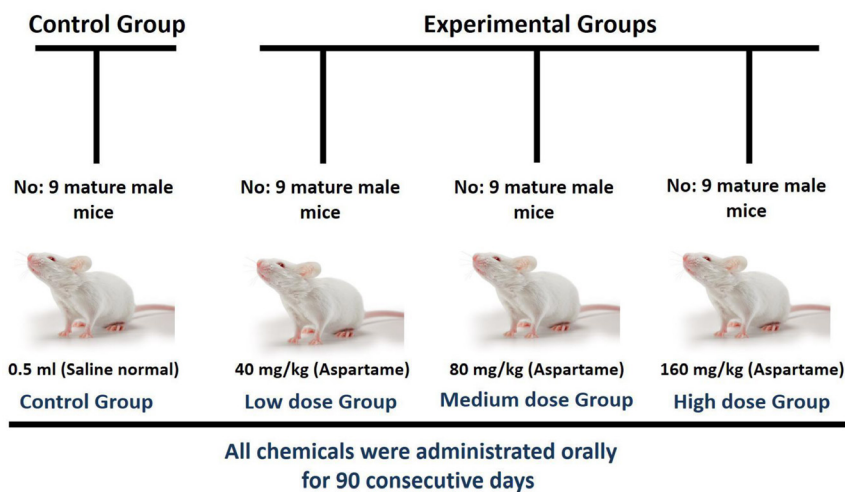 Control Group
Experimental Groups
No: 9 mature male
mice
No: 9 mature male
mice
No: 9 mature male
mice
No: 9 mature male
mice
0.5 ml (Saline normal)
40 mg/kg (Aspartame)
80 mg/kg (Aspartame)
160 mg/kg (Aspartame)
Control Group
Low dose Group
Medium dose Group
High dose Group
All chemicals were administrated orally
for 90 consecutive days